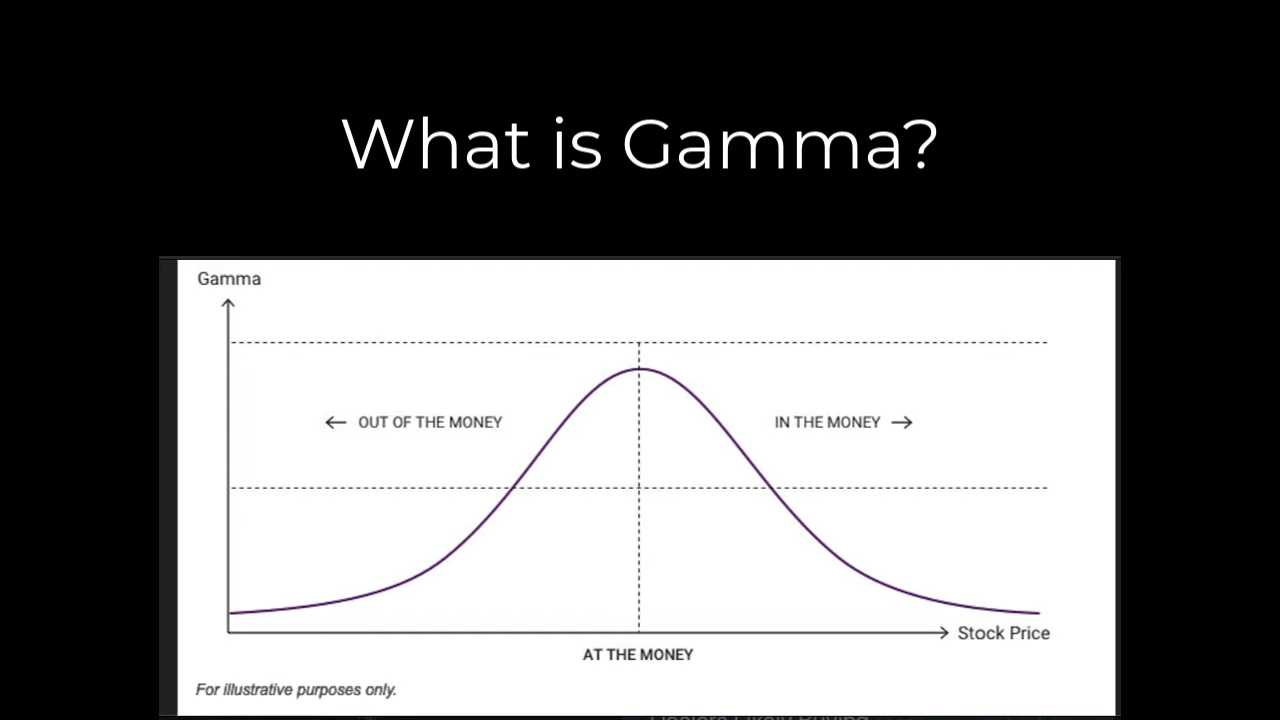 What is Gamma?
Gamma
← OUT OF THE MONEY
IN THE MONEY →
Stock Price
AT THE MONEY
For illustrative purposes only.